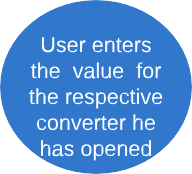 User enters
the value for
the respective
converter he
has opened